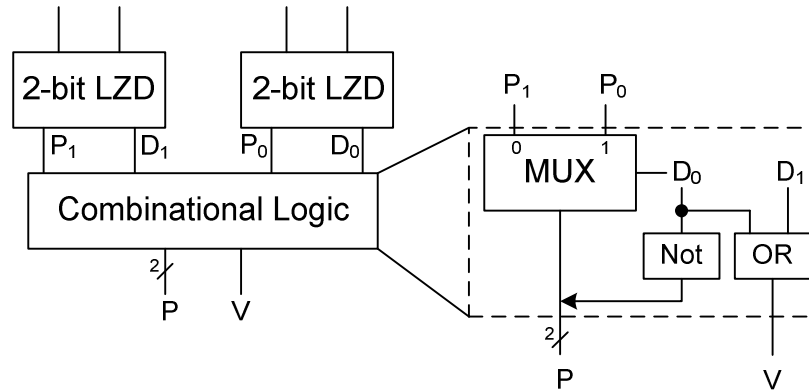 2-bit LZD 2-bit LZD
P₁ D₁ P₀ D₀
Combinational Logic
2
P V
P₁ P₀
0 1
MUX D₀ D₁
Not OR
2
P V